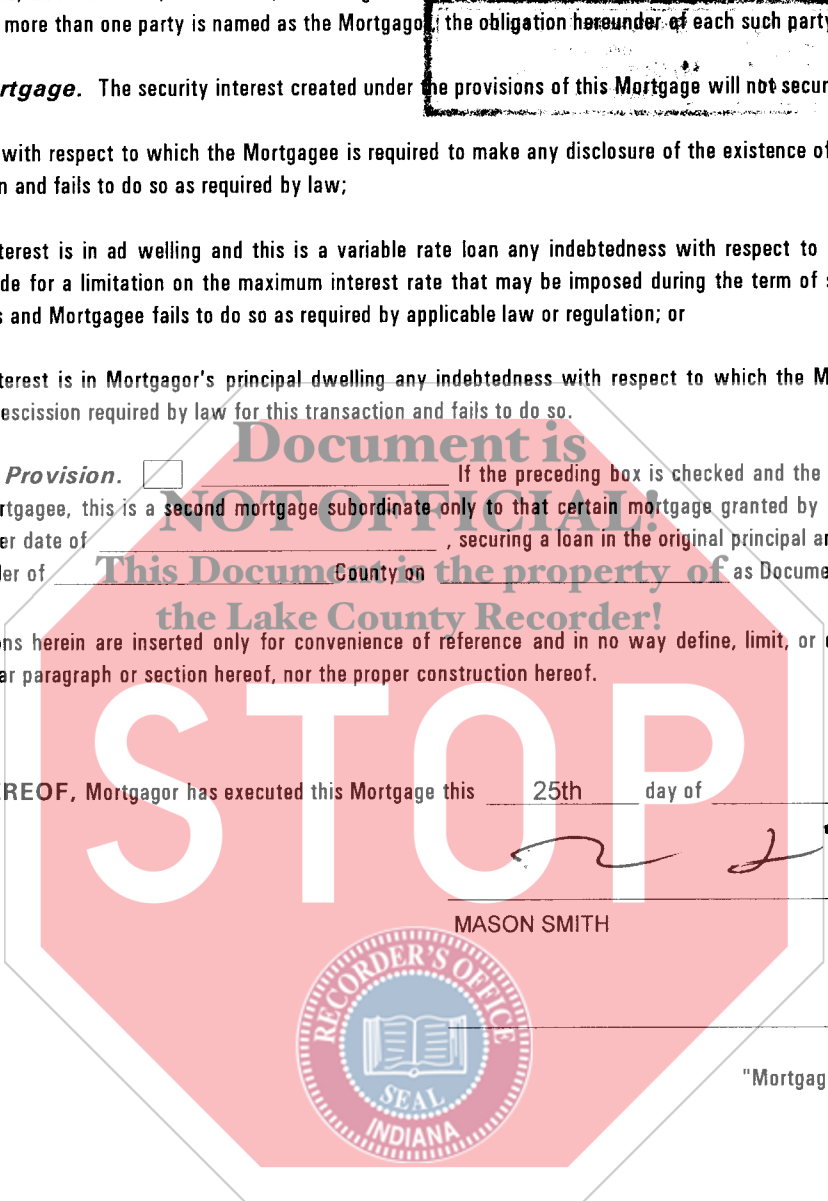 more than one party is named as the Mortgagor, the obligation hereunder of each such party
rtgage. The security interest created under the provisions of this Mortgage will not secur
with respect to which the Mortgagee is required to make any disclosure of the existence of
n and fails to do so as required by law;
terest is in ad welling and this is a variable rate loan any indebtedness with respect to
de for a limitation on the maximum interest rate that may be imposed during the term of
s and Mortgagee fails to do so as required by applicable law or regulation; or
terest is in Mortgagor's principal dwelling any indebtedness with respect to which the M
escission required by law for this transaction and fails to do so.
Document is
Provision. If the preceding box is checked and the
NOT OFFICIAL!
rtgagee, this is a second mortgage subordinate only to that certain mortgage granted by
er date of , securing a loan in the original principal a
This Document is the property of
er of County on as Docume
the Lake County Recorder!
ns herein are inserted only for convenience of reference and in no way define, limit, or
ar paragraph or section hereof, nor the proper construction hereof.
STOP
REOF, Mortgagor has executed this Mortgage this 25th day of
MASON SMITH
RECORDER'S OFFICE
SEAL
INDIANA
"Mortgag